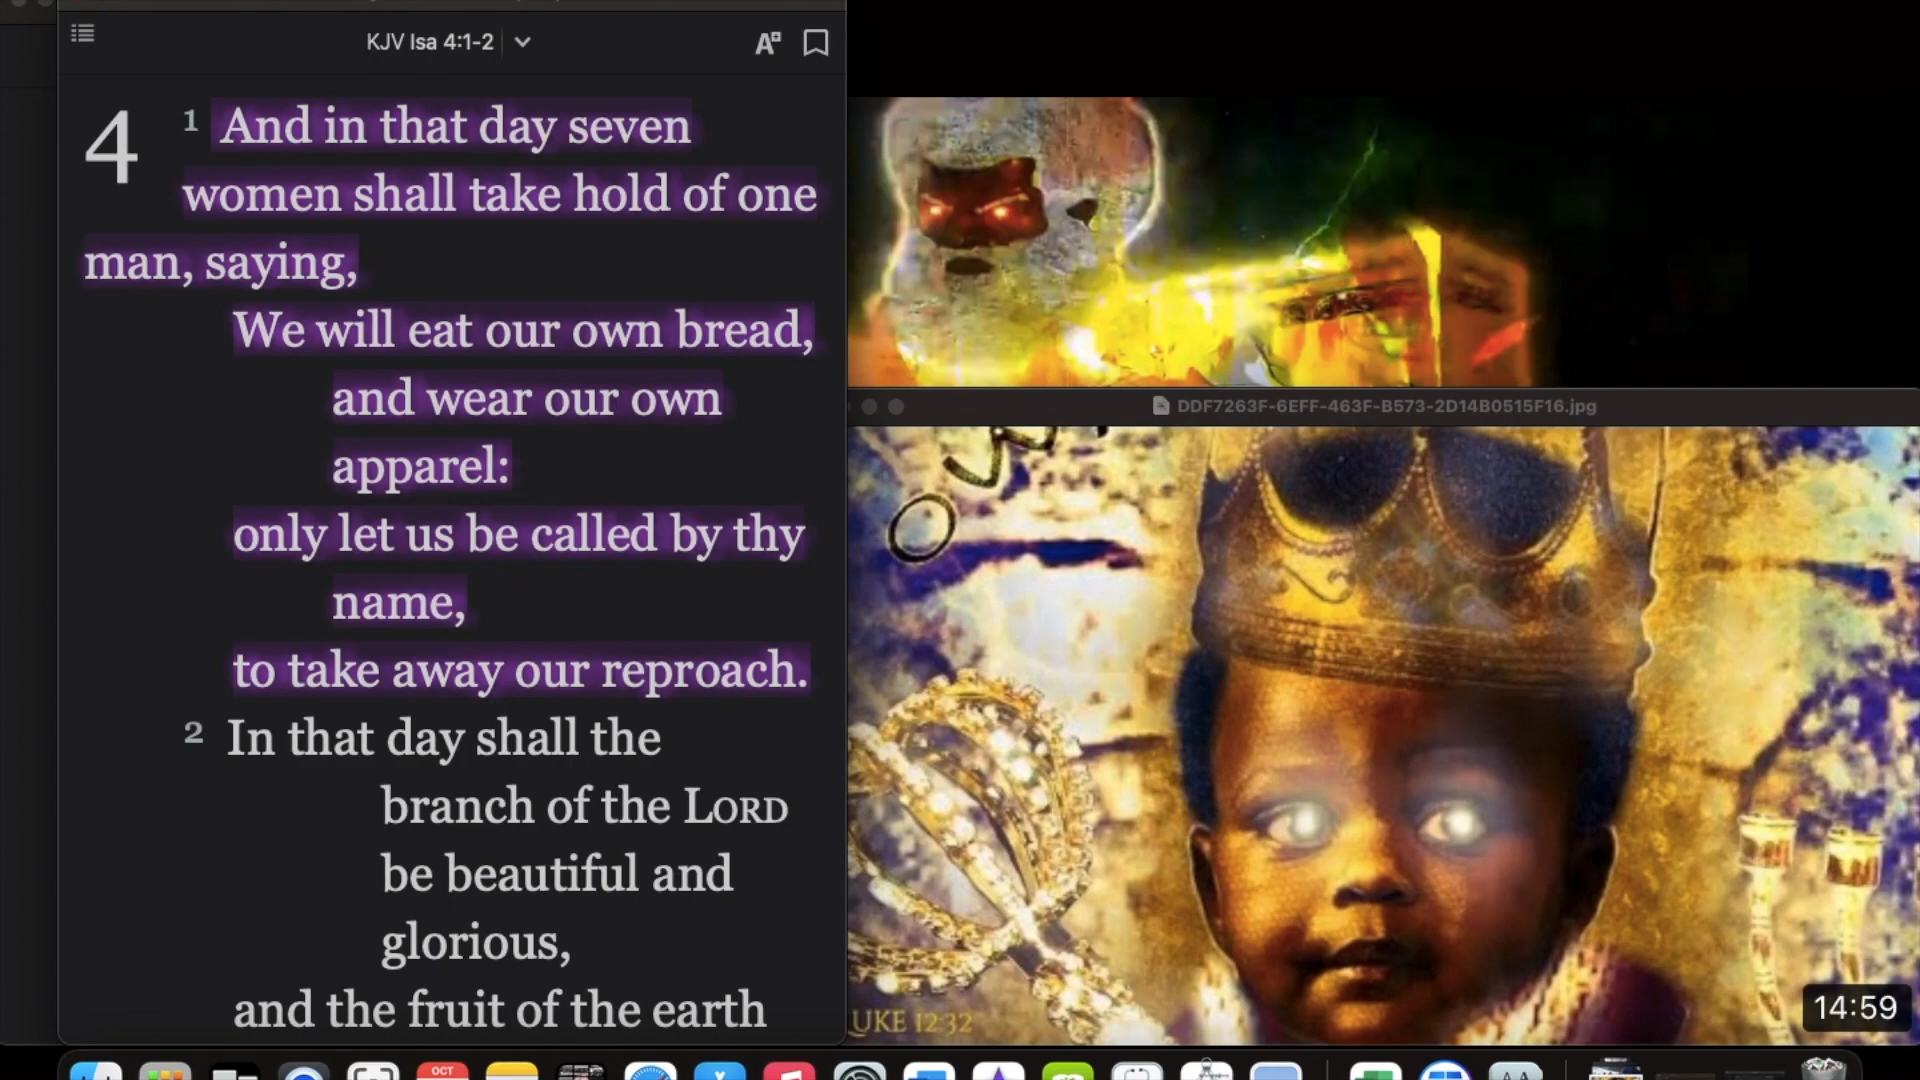 KJV Isa 4:1-2
4
1 And in that day seven
women shall take hold of one
man, saying,
We will eat our own bread,
and wear our own
apparel:
only let us be called by thy
name,
to take away our reproach.
2 In that day shall the
branch of the LORD
be beautiful and
glorious,
and the fruit of the earth
DDF7263F-6EFF-463F-B573-2D14B0515F16.jpg
UKE 12:32
14:59
OCT